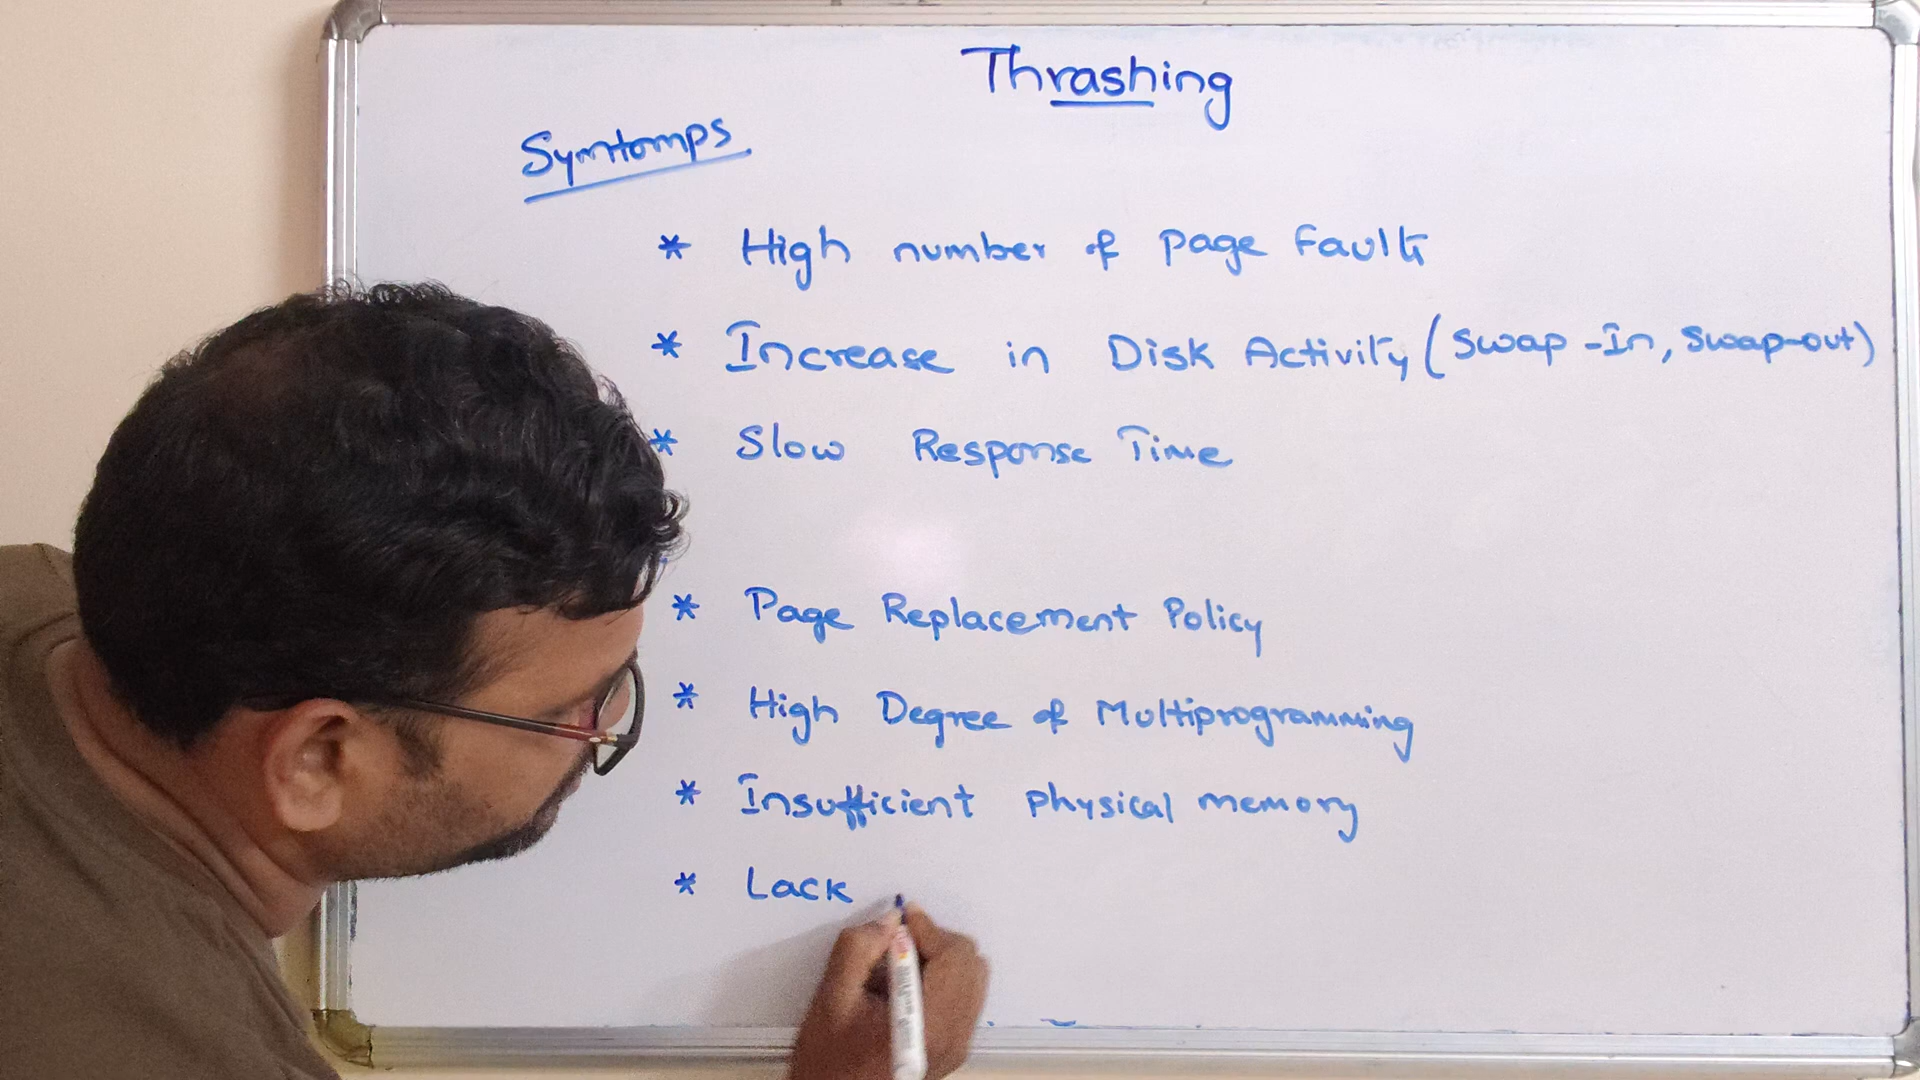 Thrashing
Symtomps
* High number of Page Faults
* Increase in Disk Activity (Swap-In, Swap-out)
* Slow Response Time
* Page Replacement Policy
* High Degree of Multiprogramming
* Insufficient physical memory
* Lack